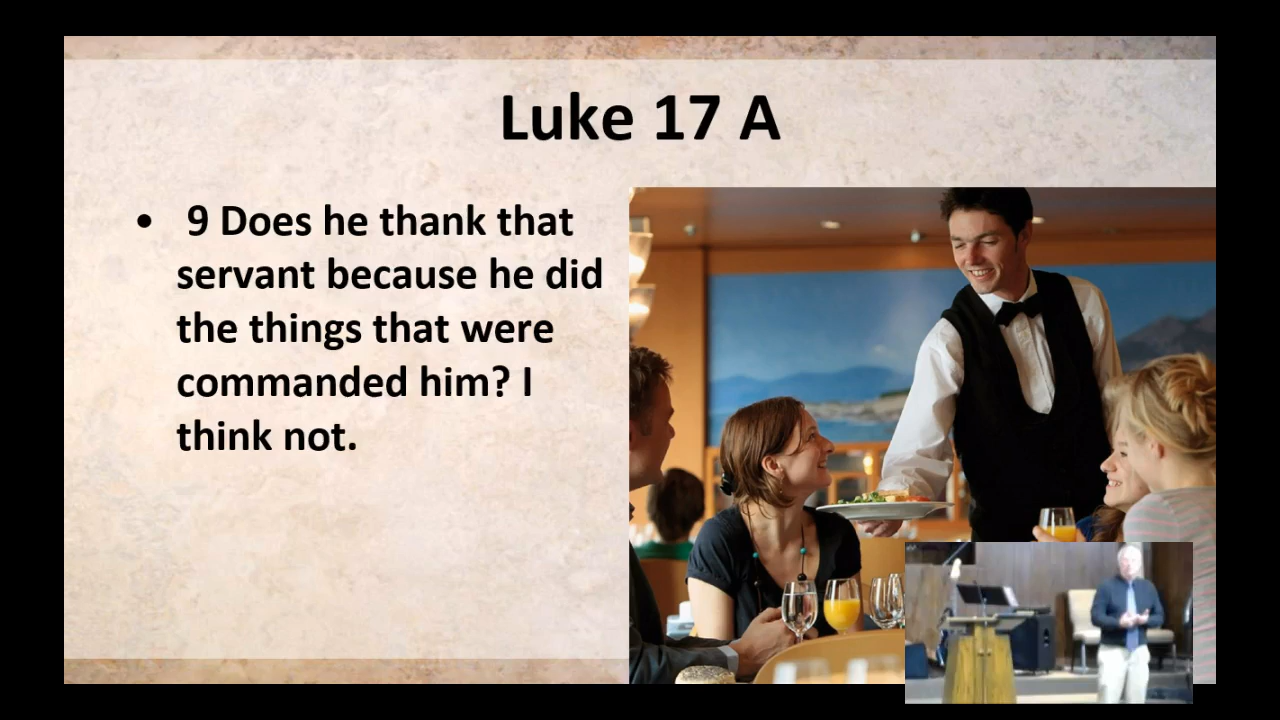 Luke 17 A
• 9 Does he thank that
servant because he did
the things that were
commanded him? I
think not.